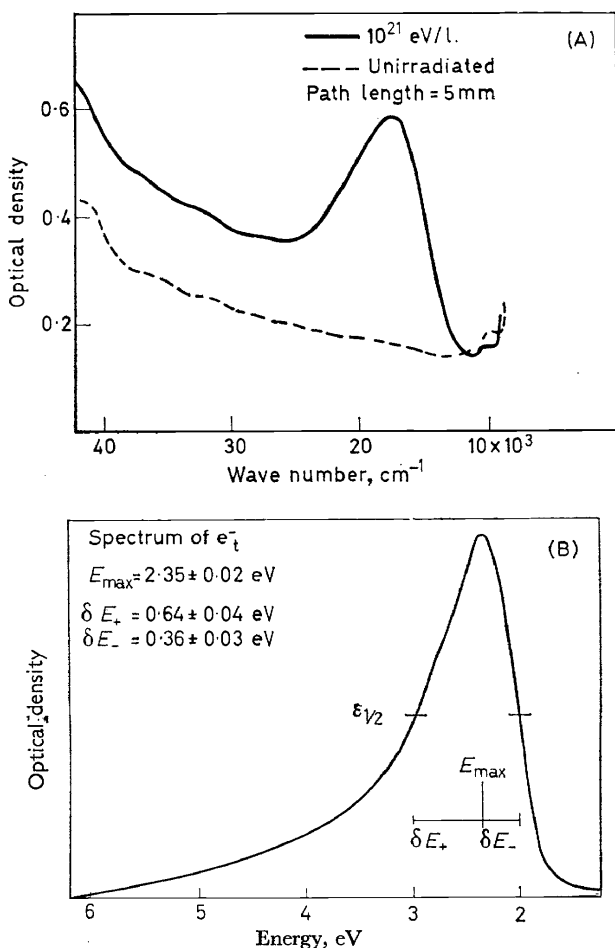 10²¹ eV/l.
(A)
Unirradiated
Path length = 5mm
0·6
0·4
0·2
Optical density
40
30
20
10×10³
Wave number, cm⁻¹
Spectrum of e⁻ₜ
(B)
Eₘₐₓ=2·35±0·02 eV
δE₊ = 0·64±0·04 eV
δE₋ = 0·36±0·03 eV
Optical density
ε½
Eₘₐₓ
δE₊ δE₋
6 5 4 3 2
Energy, eV